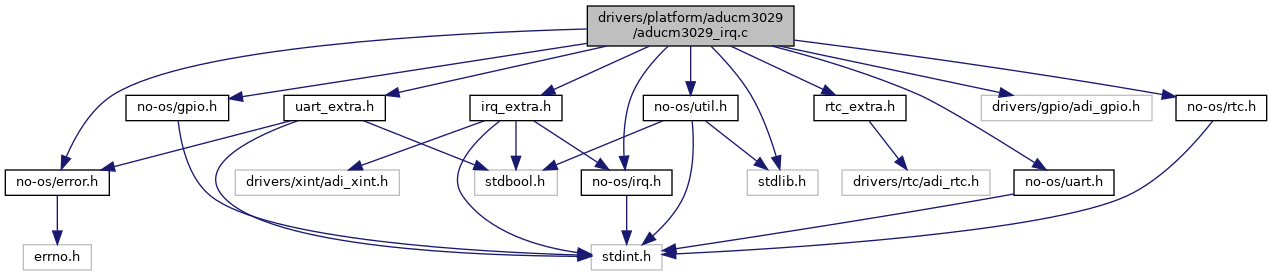 drivers/platform/aducm3029
/aducm3029_irq.c
no-os/gpio.h
uart_extra.h
irq_extra.h
no-os/util.h
rtc_extra.h
drivers/gpio/adi_gpio.h
no-os/rtc.h
no-os/error.h
drivers/xint/adi_xint.h
stdbool.h
no-os/irq.h
stdlib.h
drivers/rtc/adi_rtc.h
no-os/uart.h
errno.h
stdint.h